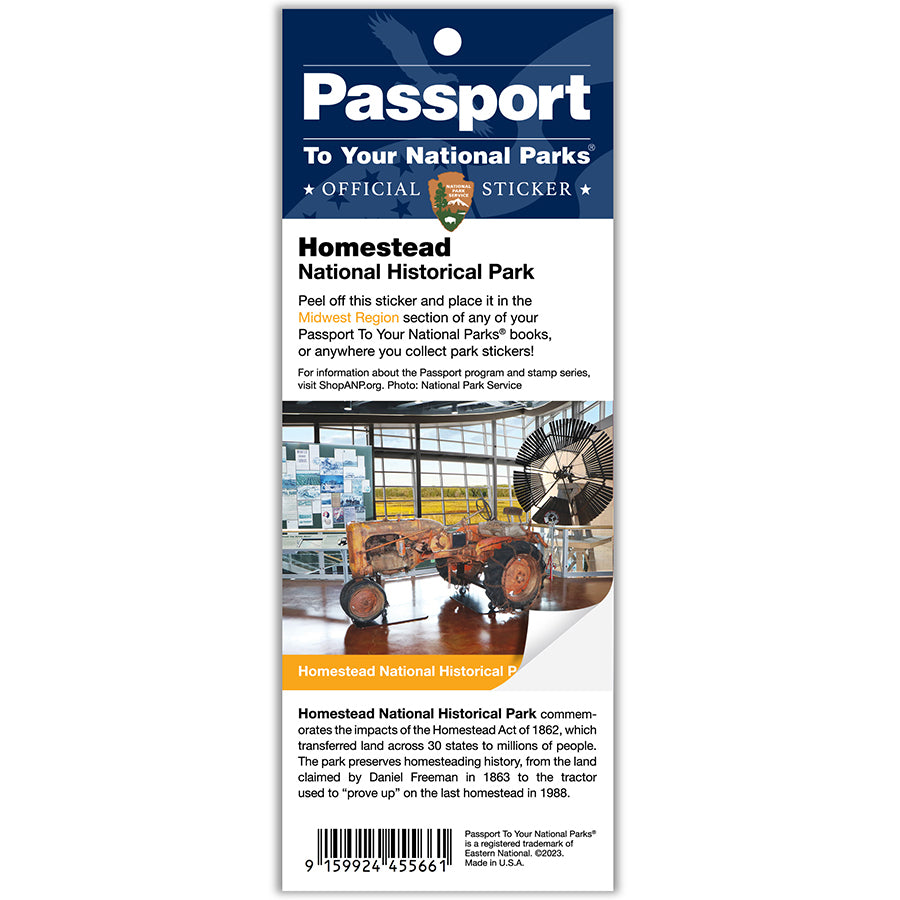 Passport
To Your National Parks®
★ OFFICIAL STICKER ★
NATIONAL
PARK
SERVICE
Homestead
National Historical Park
Peel off this sticker and place it in the
Midwest Region section of any of your
Passport To Your National Parks® books,
or anywhere you collect park stickers!
For information about the Passport program and stamp series,
visit ShopANP.org. Photo: National Park Service
Homestead National Historical P
Homestead National Historical Park commem-
orates the impacts of the Homestead Act of 1862, which
transferred land across 30 states to millions of people.
The park preserves homesteading history, from the land
claimed by Daniel Freeman in 1863 to the tractor
used to “prove up” on the last homestead in 1988.
9 159924 455661
Passport To Your National Parks®
is a registered trademark of
Eastern National. ©2023.
Made in U.S.A.